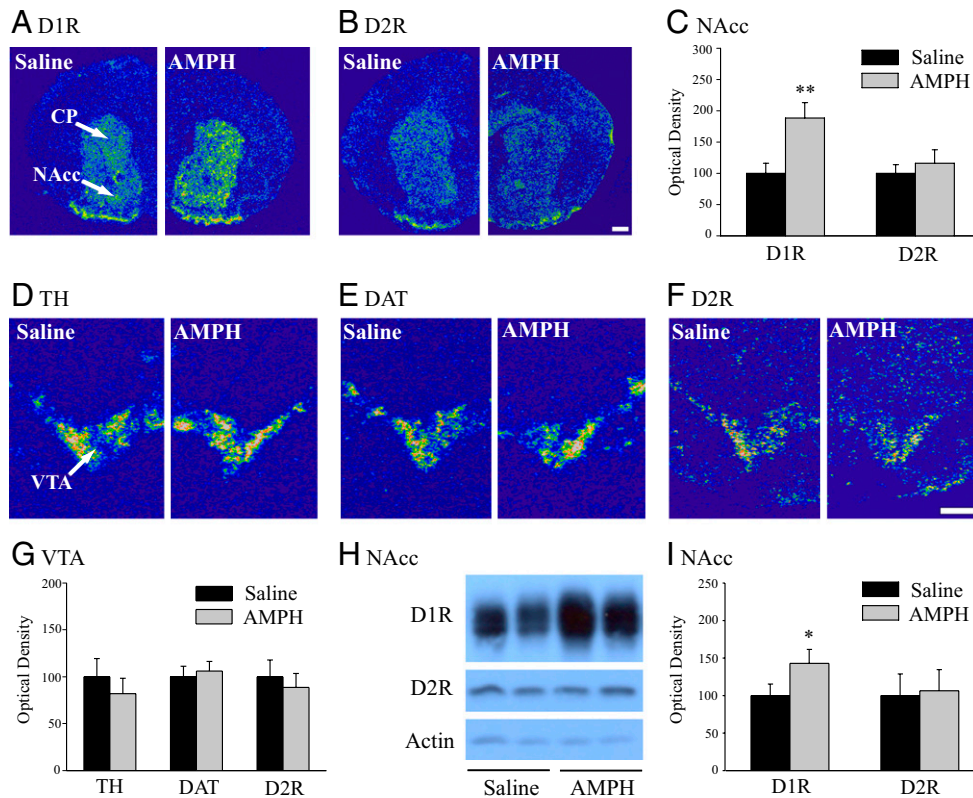 A D1R
Saline
AMPH
CP
NAcc
B D2R
Saline
AMPH
C NAcc
300
250
200
150
100
50
0
Optical Density
Saline
AMPH
**
D1R
D2R
D TH
Saline
AMPH
VTA
E DAT
Saline
AMPH
F D2R
Saline
AMPH
G VTA
200
150
100
50
0
Optical Density
Saline
AMPH
TH
DAT
D2R
H NAcc
D1R
D2R
Actin
Saline
AMPH
I NAcc
250
200
150
100
50
0
Optical Density
Saline
AMPH
*
D1R
D2R